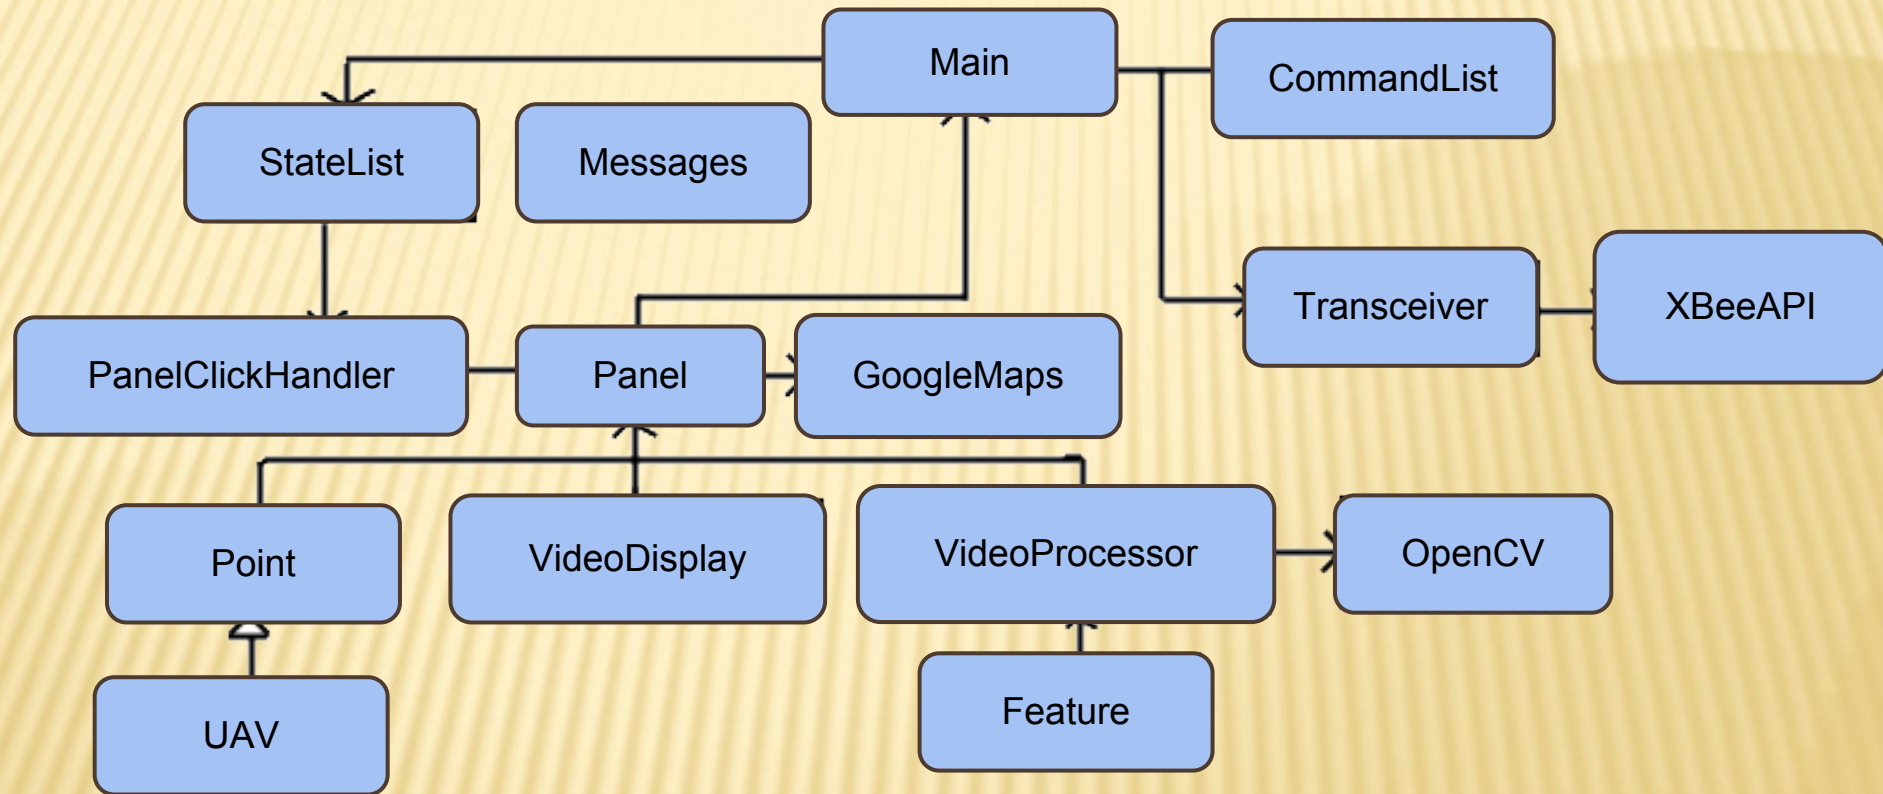 Main
CommandList
StateList
Messages
Transceiver
XBeeAPI
PanelClickHandler
Panel
GoogleMaps
Point
VideoDisplay
VideoProcessor
OpenCV
UAV
Feature